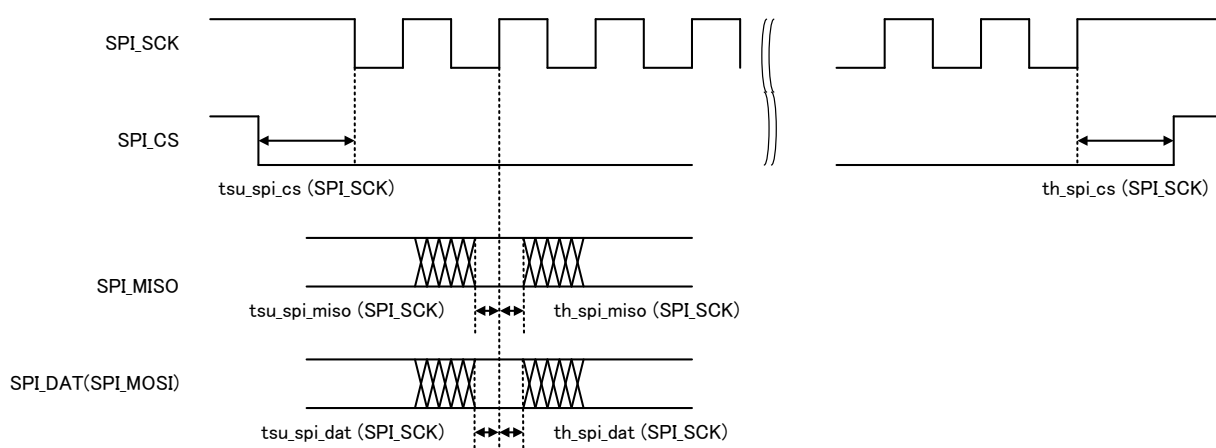 SPI_SCK
SPI_CS
tsu_spi_cs (SPI_SCK) th_spi_cs (SPI_SCK)
SPI_MISO
tsu_spi_miso (SPI_SCK) th_spi_miso (SPI_SCK)
SPI_DAT(SPI_MOSI)
tsu_spi_dat (SPI_SCK) th_spi_dat (SPI_SCK)